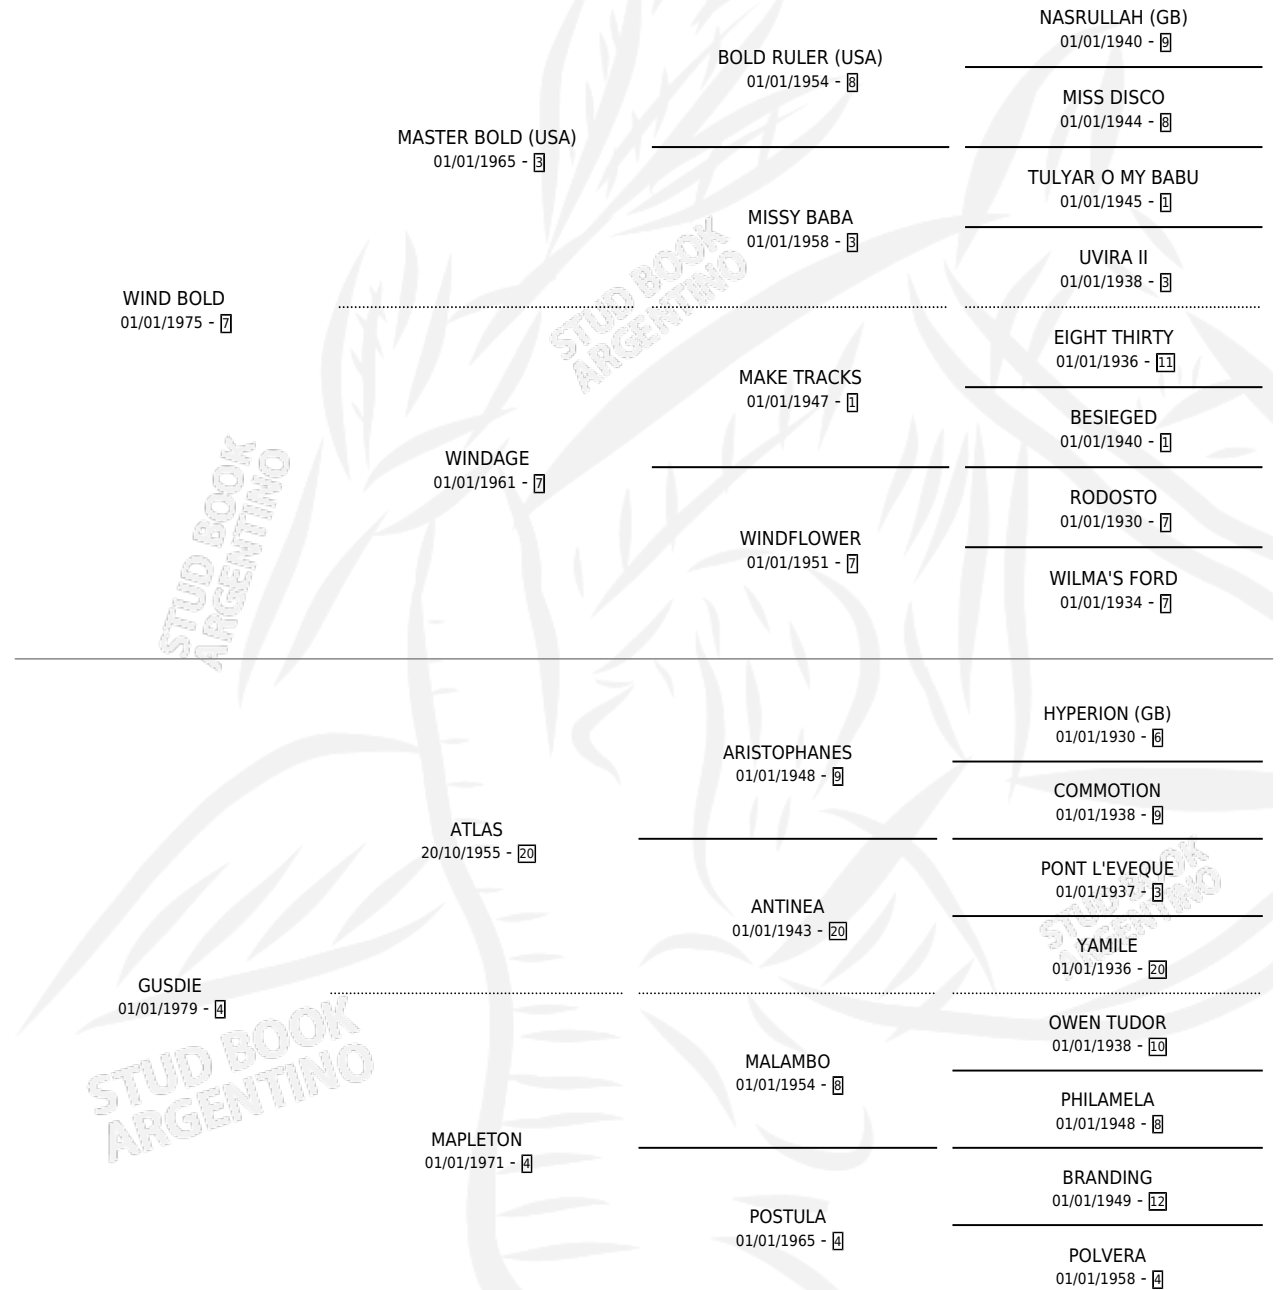 NASRULLAH (GB)
01/01/1940 - 9
BOLD RULER (USA)
01/01/1954 - 8
MISS DISCO
01/01/1944 - 8
MASTER BOLD (USA)
01/01/1965 - 3
TULYAR O MY BABU
01/01/1945 - 1
MISSY BABA
01/01/1958 - 3
UVIRA II
01/01/1938 - 3
WIND BOLD
01/01/1975 - 7
EIGHT THIRTY
01/01/1936 - 11
MAKE TRACKS
01/01/1947 - 1
BESIEGED
01/01/1940 - 1
WINDAGE
01/01/1961 - 7
RODOSTO
01/01/1930 - 7
WINDFLOWER
01/01/1951 - 7
WILMA'S FORD
01/01/1934 - 7
HYPERION (GB)
01/01/1930 - 6
ARISTOPHANES
01/01/1948 - 9
COMMOTION
01/01/1938 - 9
ATLAS
20/10/1955 - 20
PONT L'EVEQUE
01/01/1937 - 3
ANTINEA
01/01/1943 - 20
YAMILE
01/01/1936 - 20
GUSDIE
01/01/1979 - 4
OWEN TUDOR
01/01/1938 - 10
MALAMBO
01/01/1954 - 8
PHILAMELA
01/01/1948 - 8
MAPLETON
01/01/1971 - 4
BRANDING
01/01/1949 - 12
POSTULA
01/01/1965 - 4
POLVERA
01/01/1958 - 4
STUD BOOK
ARGENTINO
STUD BOOK
ARGENTINO
STUD BOOK
ARGENTINO
STUD BOOK
ARGENTINO